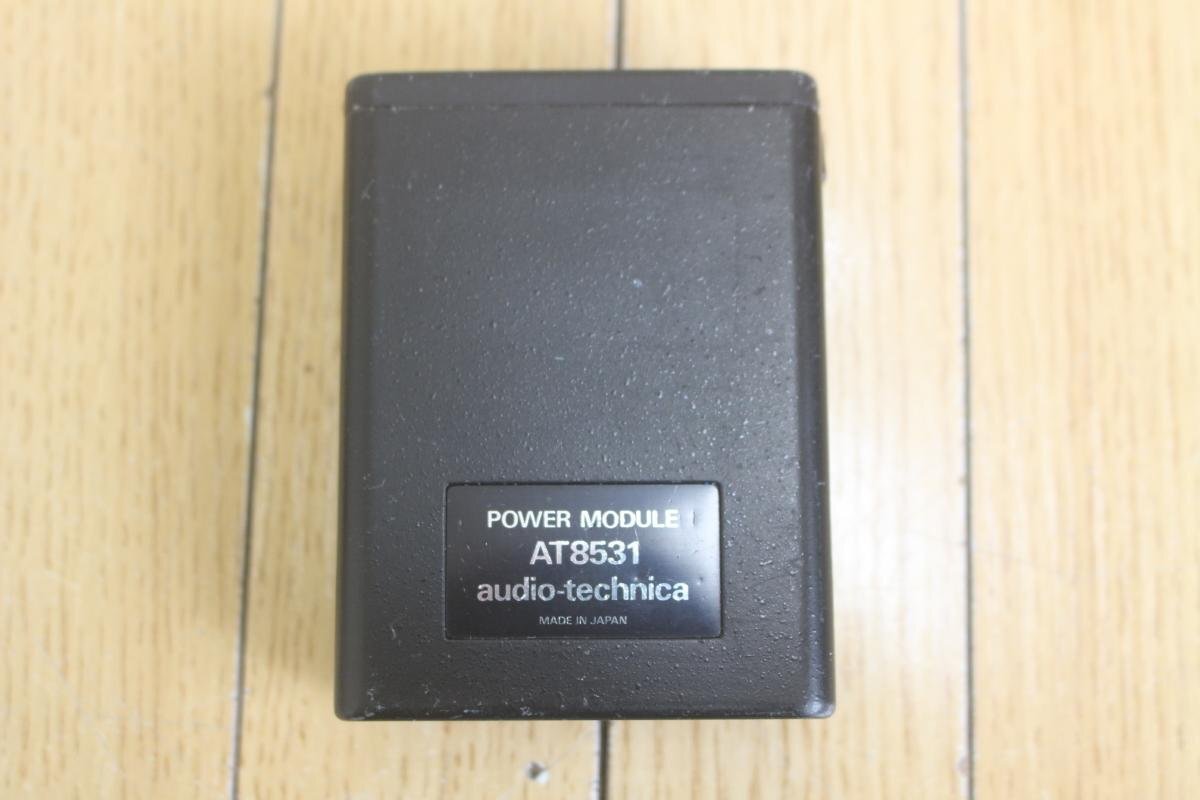 POWER MODULE
AT8531
audio-technica
MADE IN JAPAN